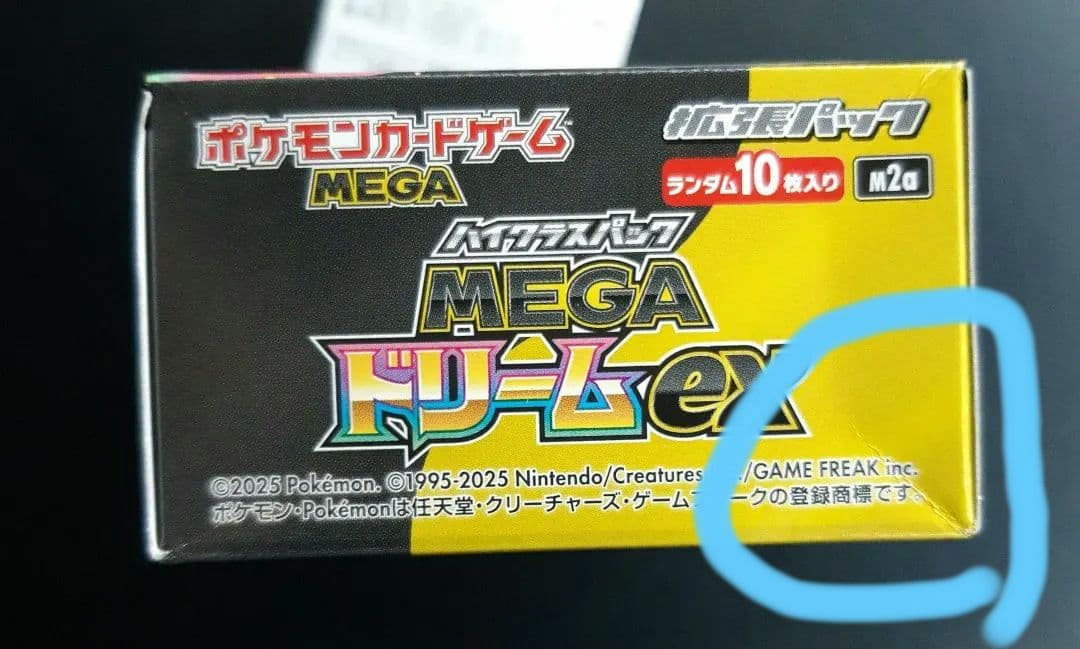 ポケモンカードゲーム
MEGA
拡張パック
ランダム10枚入り
M2a
ハイクラスパック
MEGA
ドリームex
©2025 Pokémon. ©1995-2025 Nintendo/Creatures /GAME FREAK inc.
ポケモン・Pokémonは任天堂・クリーチャーズ・ゲームフリークの登録商標です。